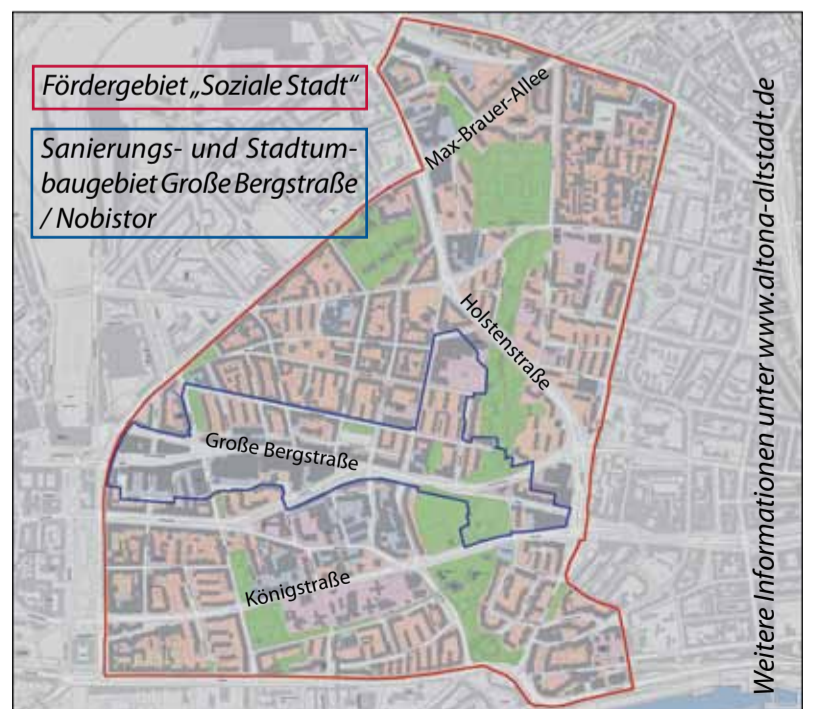 Fördergebiet „Soziale Stadt“
Sanierungs- und Stadtum-
baugebiet Große Bergstraße
/ Nobistor
Max-Brauer-Allee
Holstenstraße
Große Bergstraße
Königstraße
Weitere Informationen unter www.altona-altstadt.de